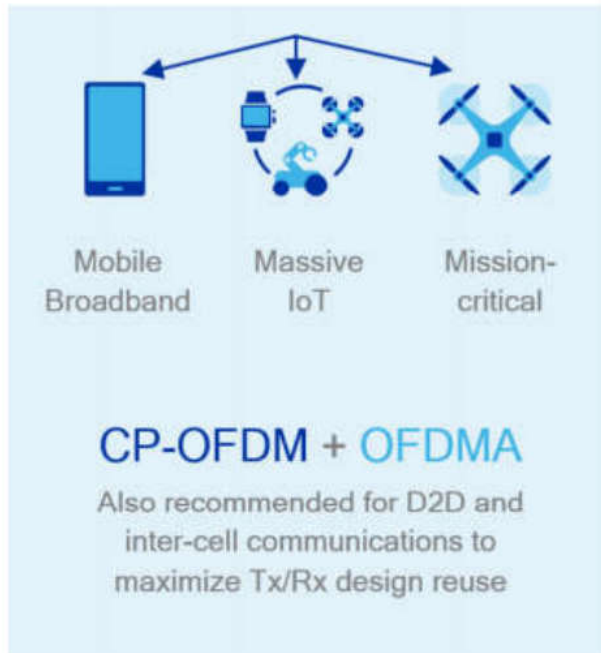 Mobile
Broadband
Massive
IoT
Mission-
critical
CP-OFDM + OFDMA
Also recommended for D2D and
inter-cell communications to
maximize Tx/Rx design reuse